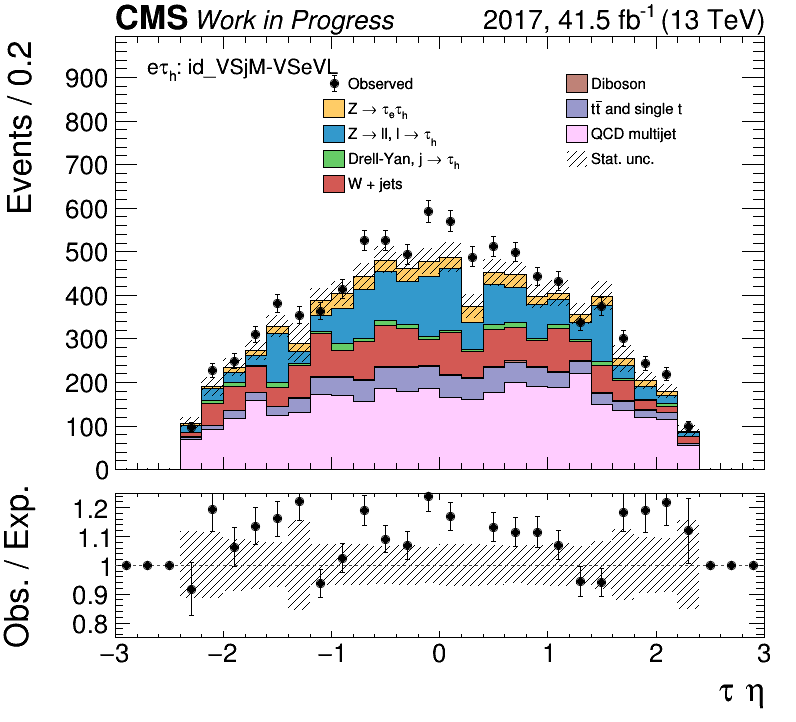 CMS Work in Progress 2017, 41.5 fb⁻¹ (13 TeV)
eτh: id_VSjM-VSeVL
Observed
Z → τeτh
Z → ll, l → τh
Drell-Yan, j → τh
W + jets
Diboson
tt̄ and single t
QCD multijet
Stat. unc.
Events / 0.2
900
800
700
600
500
400
300
200
100
0
Obs. / Exp.
1.2
1.1
1
0.9
0.8
−3 −2 −1 0 1 2 3
τ η